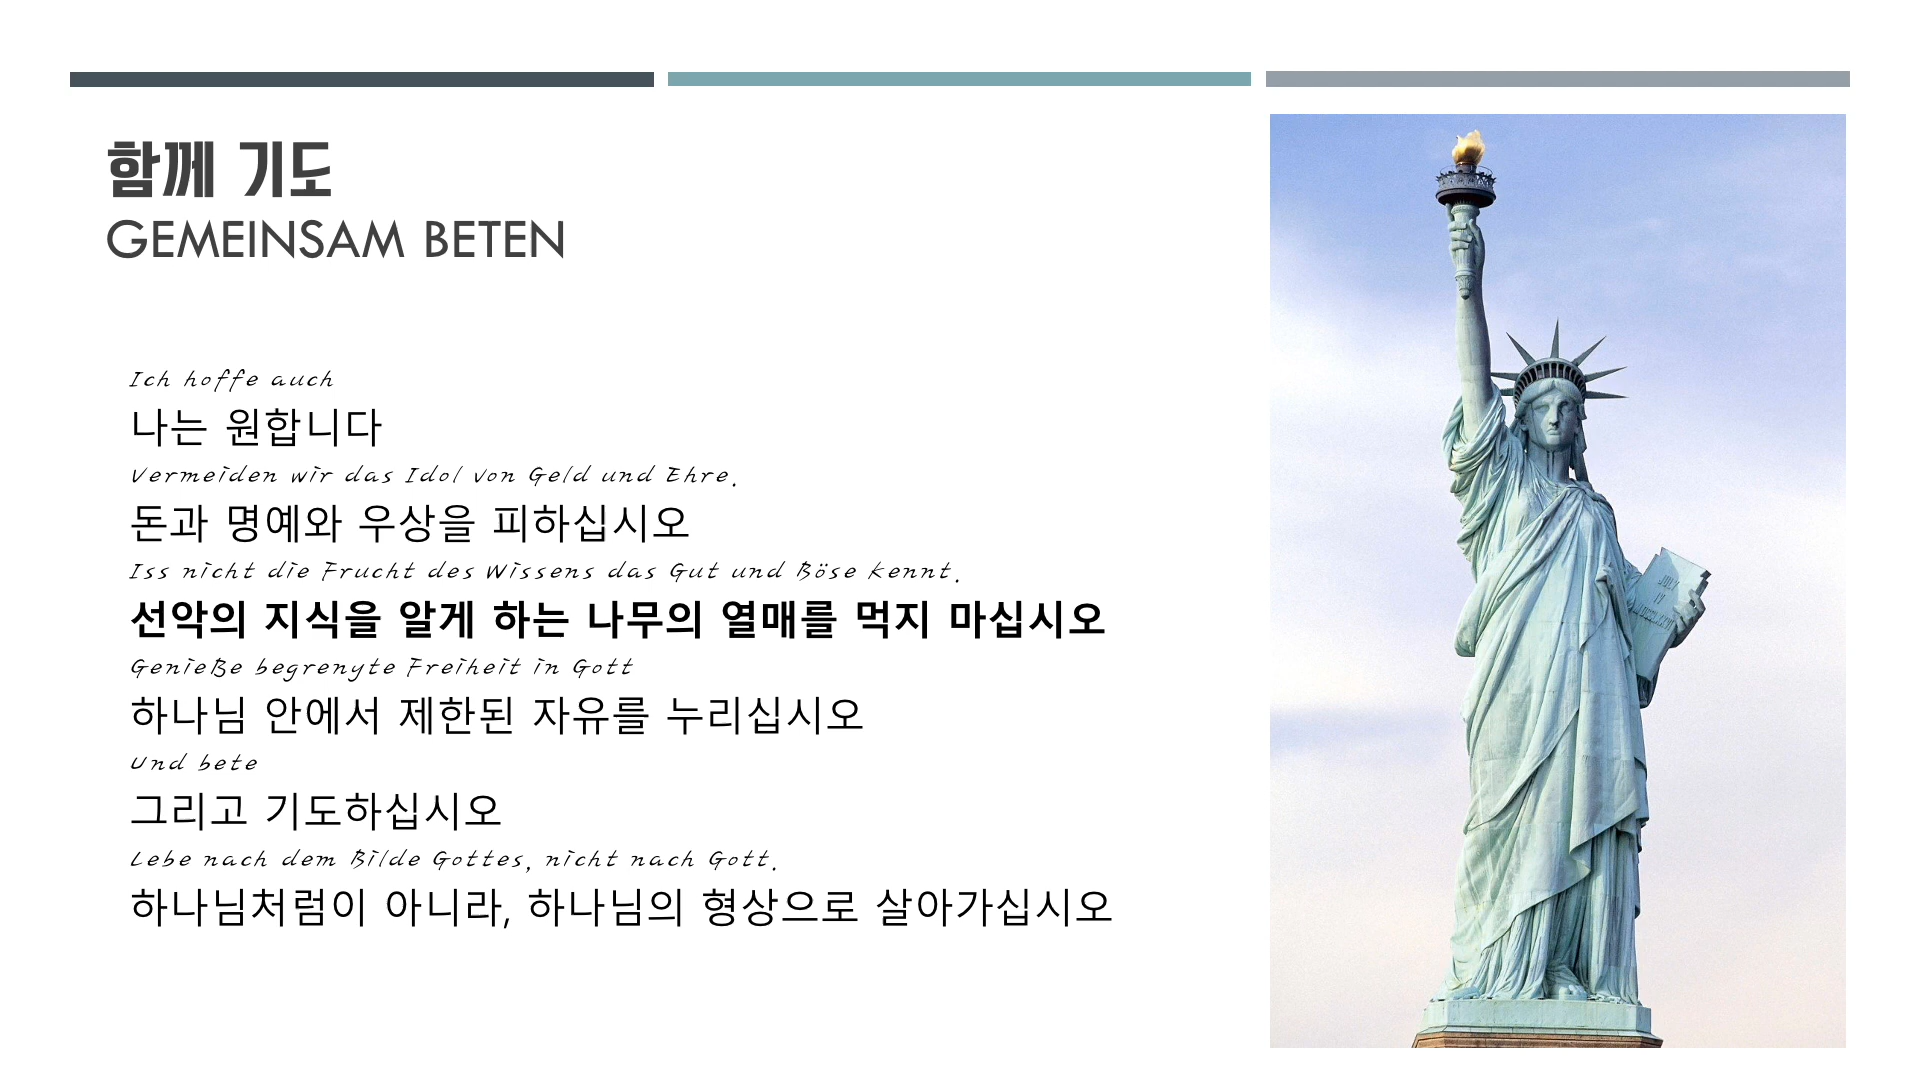 함께 기도
GEMEINSAM BETEN
Ich hoffe auch
나는 원합니다
Vermeiden wir das Idol von Geld und Ehre.
돈과 명예와 우상을 피하십시오
Iss nicht die Frucht des Wissens das Gut und Böse kennt.
선악의 지식을 알게 하는 나무의 열매를 먹지 마십시오
Genieße begrenyte Freiheit in Gott
하나님 안에서 제한된 자유를 누리십시오
Und bete
그리고 기도하십시오
Lebe nach dem Bilde Gottes, nicht nach Gott.
하나님처럼이 아니라, 하나님의 형상으로 살아가십시오
JULY
IV